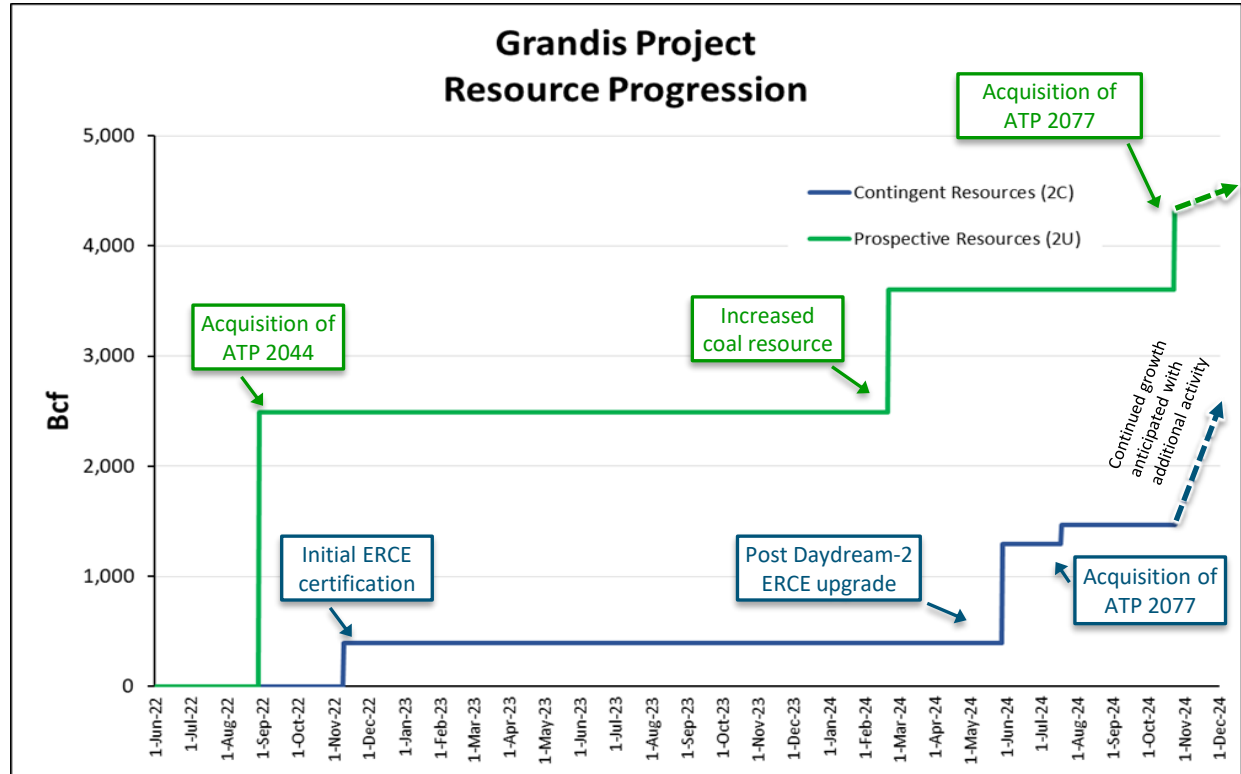 Grandis Project
Resource Progression
Acquisition of
ATP 2077
5,000
4,000
3,000
2,000
1,000
0
Bcf
Contingent Resources (2C)
Prospective Resources (2U)
Acquisition of
ATP 2044
Increased
coal resource
Continued growth
anticipated with
additional activity
Initial ERCE
certification
Post Daydream-2
ERCE upgrade
Acquisition of
ATP 2077
1-Jun-22
1-Jul-22
1-Aug-22
1-Sep-22
1-Oct-22
1-Nov-22
1-Dec-22
1-Jan-23
1-Feb-23
1-Mar-23
1-Apr-23
1-May-23
1-Jun-23
1-Jul-23
1-Aug-23
1-Sep-23
1-Oct-23
1-Nov-23
1-Dec-23
1-Jan-24
1-Feb-24
1-Mar-24
1-Apr-24
1-May-24
1-Jun-24
1-Jul-24
1-Aug-24
1-Sep-24
1-Oct-24
1-Nov-24
1-Dec-24